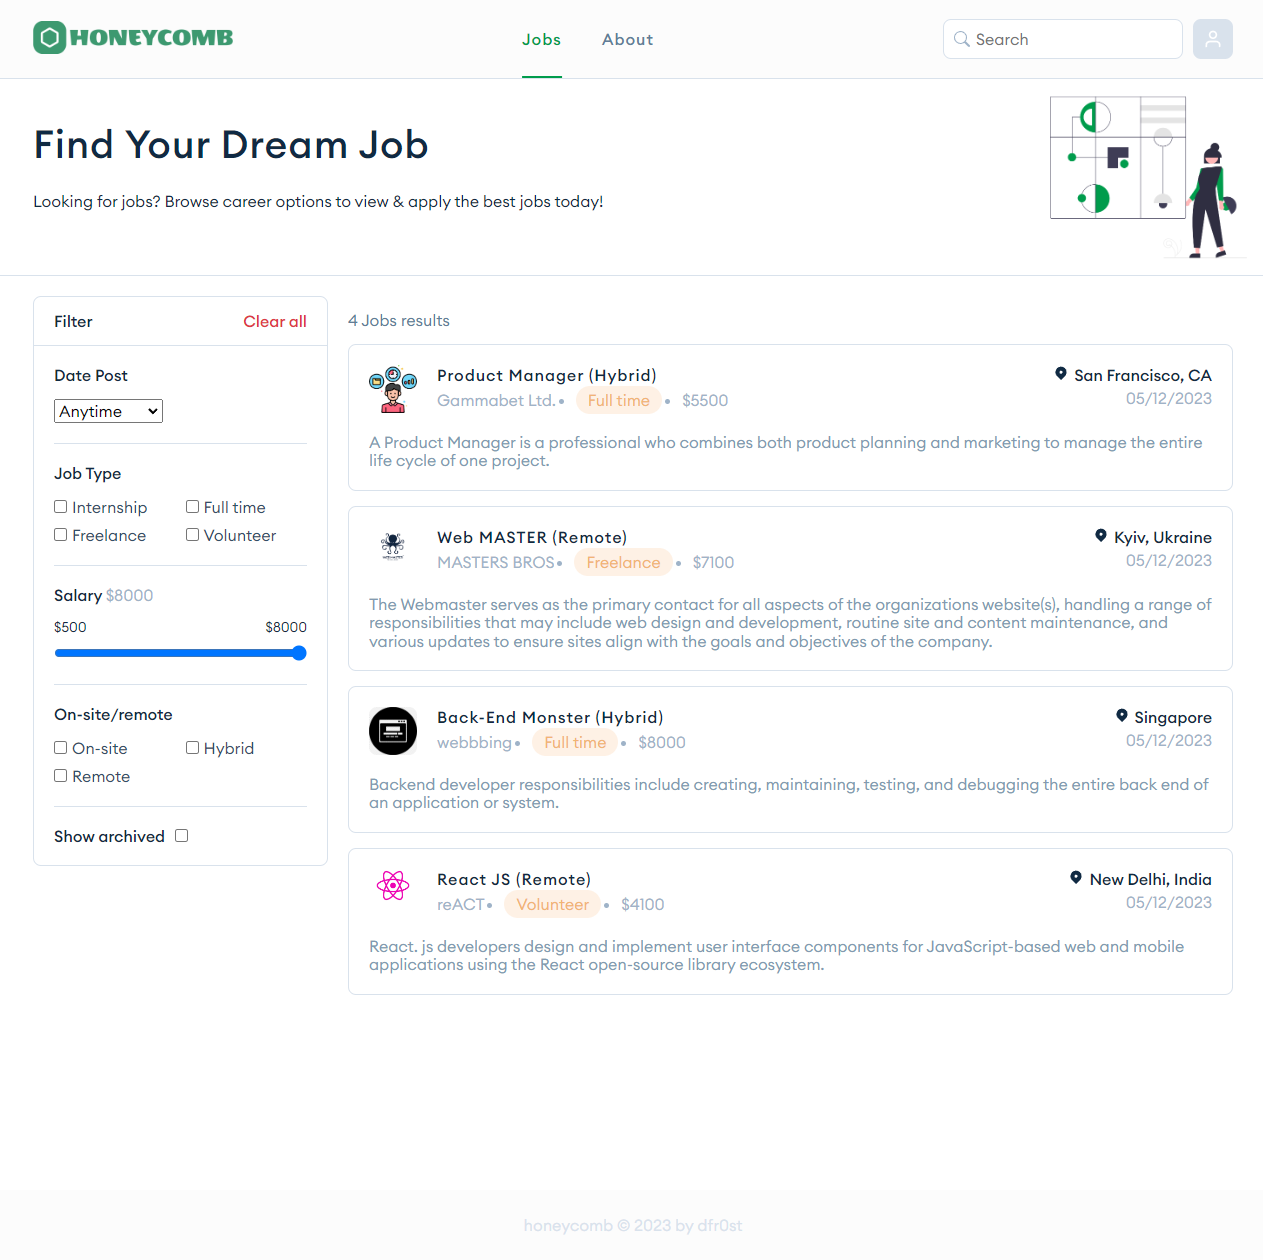 HONEYCOMB
Jobs
About
Search
Find Your Dream Job
Looking for jobs? Browse career options to view & apply the best jobs today!
Filter
Clear all
Date Post
Anytime
Job Type
Internship
Full time
Freelance
Volunteer
Salary $8000
$500
$8000
On-site/remote
On-site
Hybrid
Remote
Show archived
4 Jobs results
Product Manager (Hybrid)
San Francisco, CA
Gammabet Ltd. • Full time • $5500
05/12/2023
A Product Manager is a professional who combines both product planning and marketing to manage the entire
life cycle of one project.
Web MASTER (Remote)
Kyiv, Ukraine
MASTERS BROS • Freelance • $7100
05/12/2023
The Webmaster serves as the primary contact for all aspects of the organizations website(s), handling a range of
responsibilities that may include web design and development, routine site and content maintenance, and
various updates to ensure sites align with the goals and objectives of the company.
Back-End Monster (Hybrid)
Singapore
webbbing • Full time • $8000
05/12/2023
Backend developer responsibilities include creating, maintaining, testing, and debugging the entire back end of
an application or system.
React JS (Remote)
New Delhi, India
reACT • Volunteer • $4100
05/12/2023
React. js developers design and implement user interface components for JavaScript-based web and mobile
applications using the React open-source library ecosystem.
honeycomb © 2023 by dfr0st